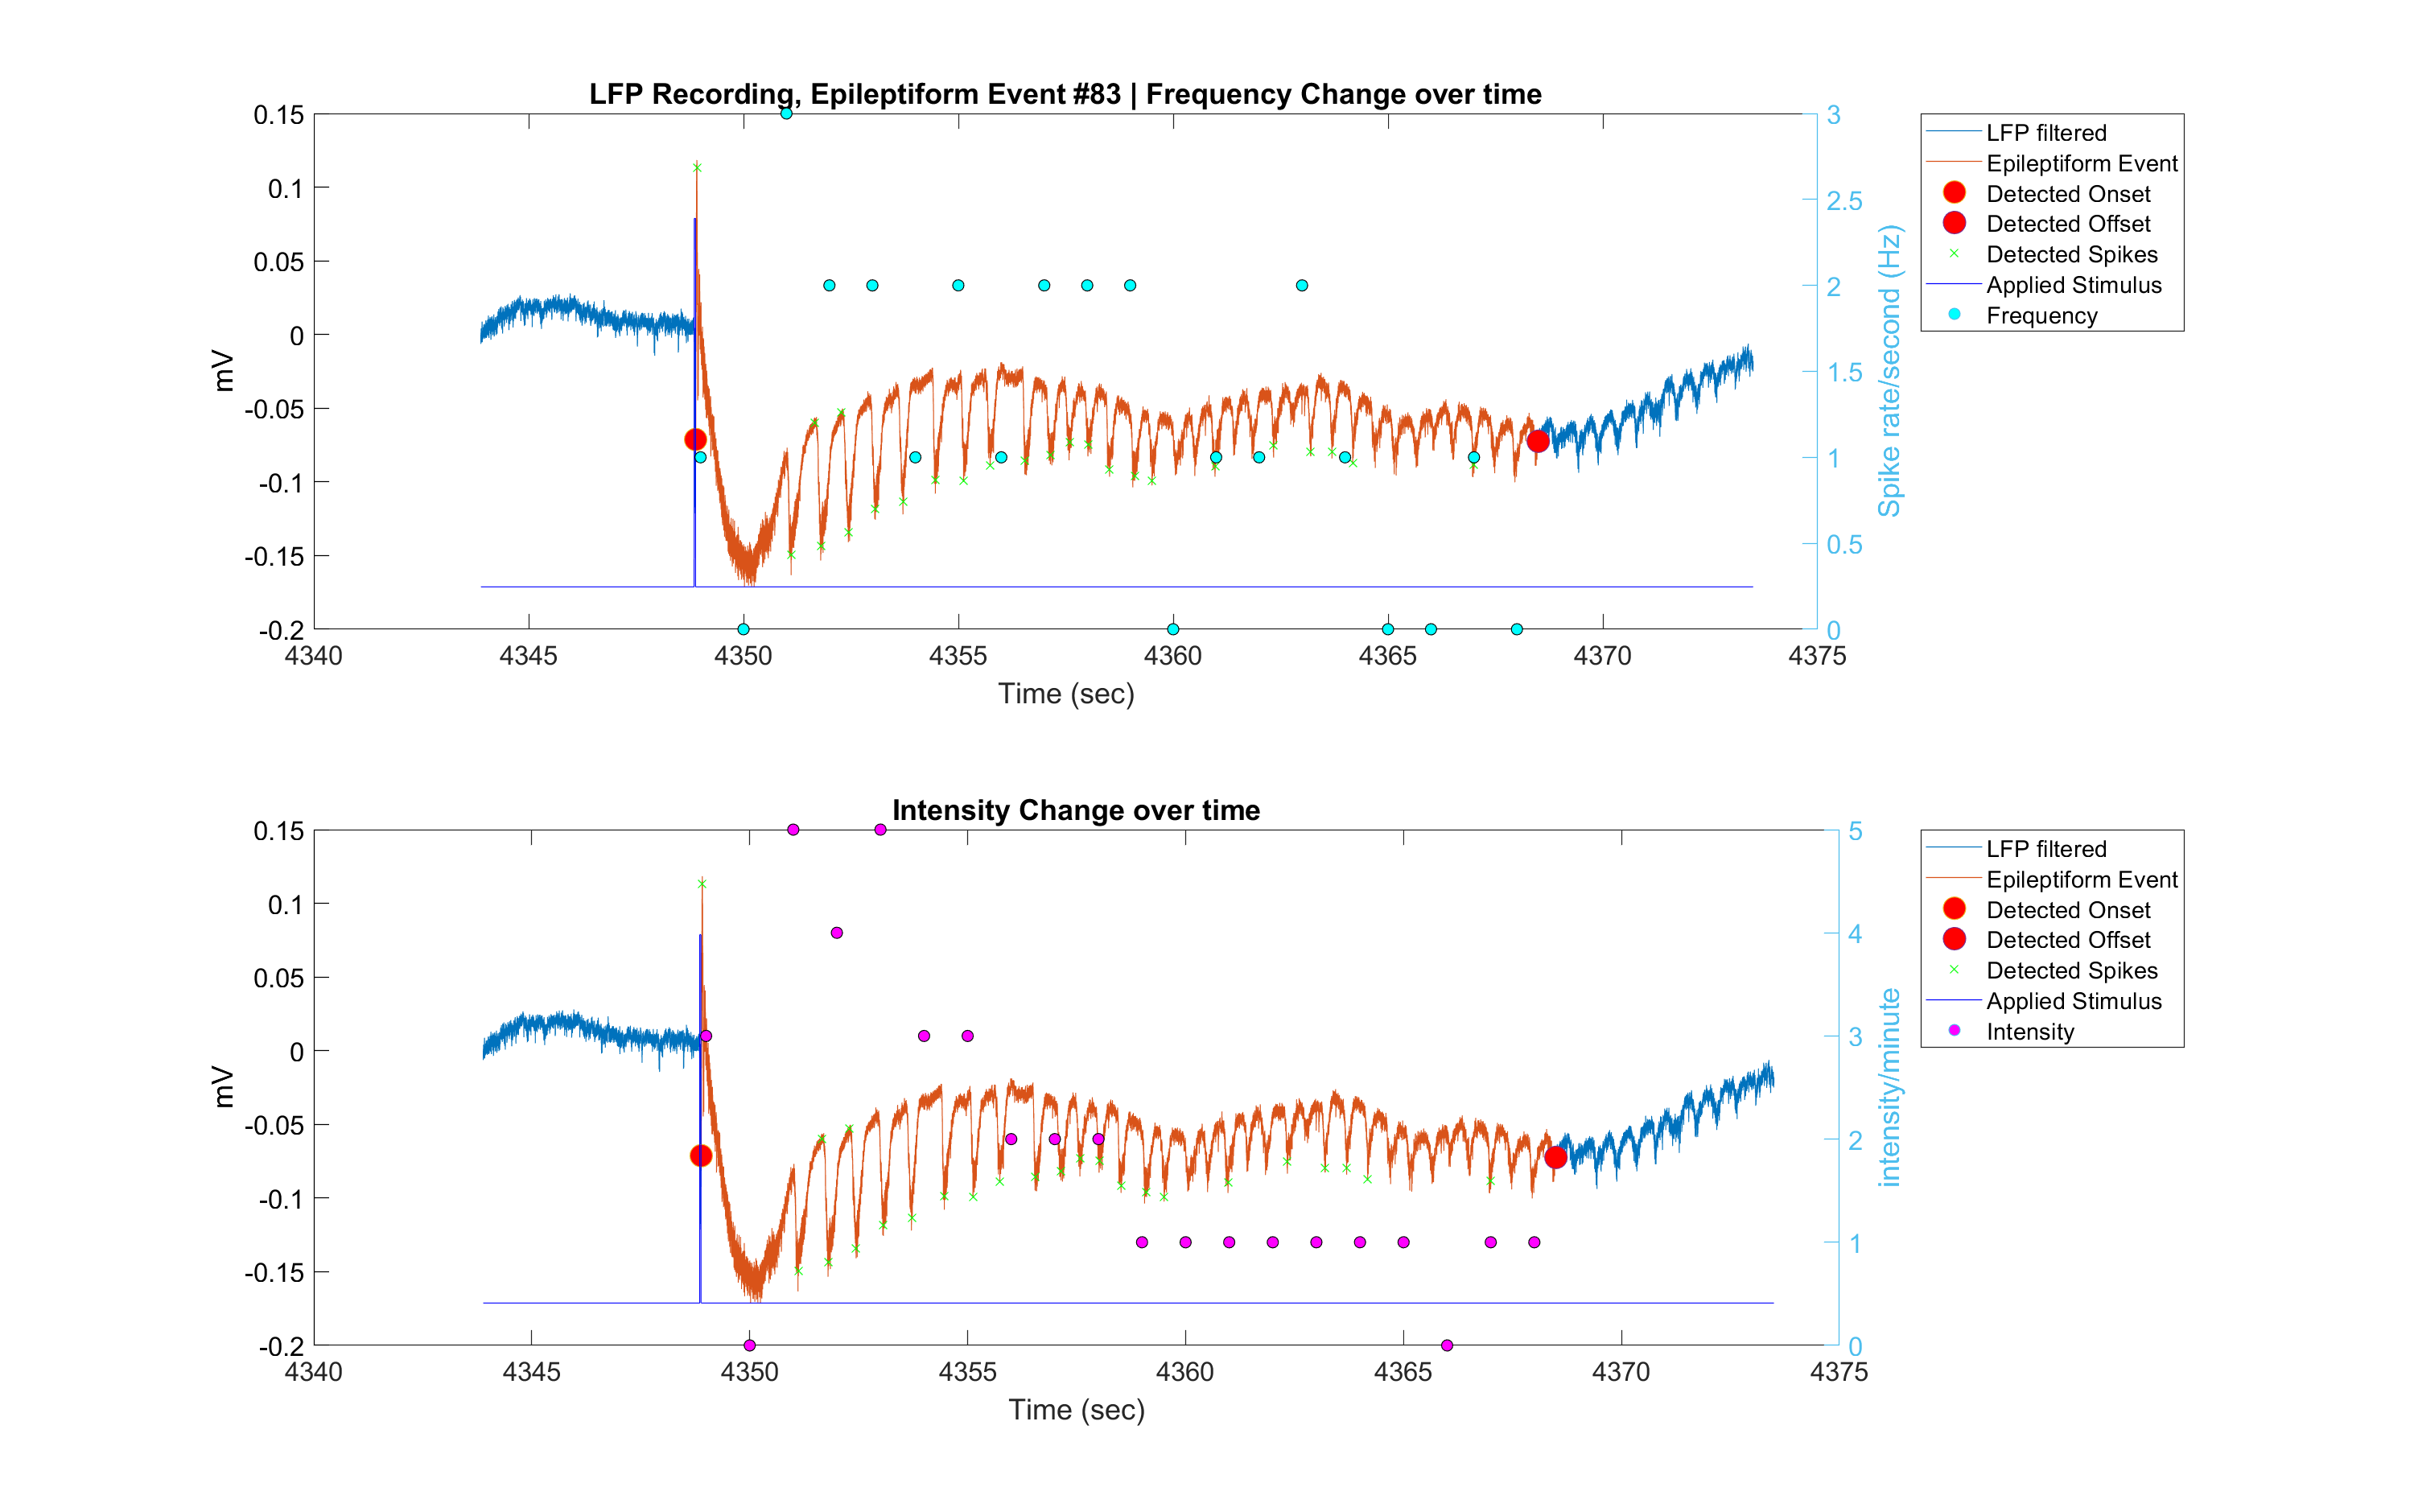 LFP Recording, Epileptiform Event #83 | Frequency Change over time
0.15
0.1
0.05
0
-0.05
-0.1
-0.15
-0.2
mV
4340 4345 4350 4355 4360 4365 4370 4375
Time (sec)
3
2.5
2
1.5
1
0.5
0
Spike rate/second (Hz)
LFP filtered
Epileptiform Event
Detected Onset
Detected Offset
Detected Spikes
Applied Stimulus
Frequency
Intensity Change over time
0.15
0.1
0.05
0
-0.05
-0.1
-0.15
-0.2
mV
4340 4345 4350 4355 4360 4365 4370 4375
Time (sec)
5
4
3
2
1
0
intensity/minute
LFP filtered
Epileptiform Event
Detected Onset
Detected Offset
Detected Spikes
Applied Stimulus
Intensity